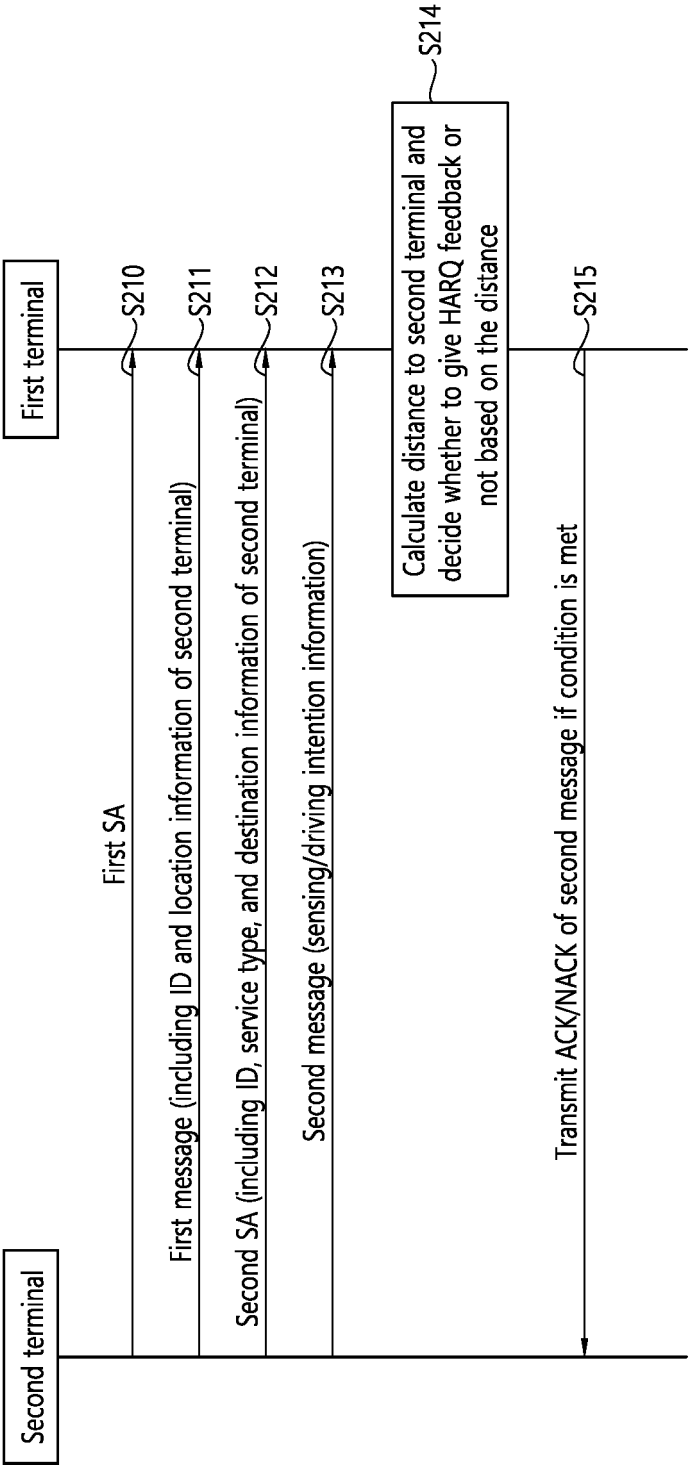 Second terminal
First terminal
First SA
S210
First message (including ID and location information of second terminal)
S211
Second SA (including ID, service type, and destination information of second terminal)
S212
Second message (sensing/driving intention information)
S213
Calculate distance to second terminal and
decide whether to give HARQ feedback or
not based on the distance
S214
Transmit ACK/NACK of second message if condition is met
S215